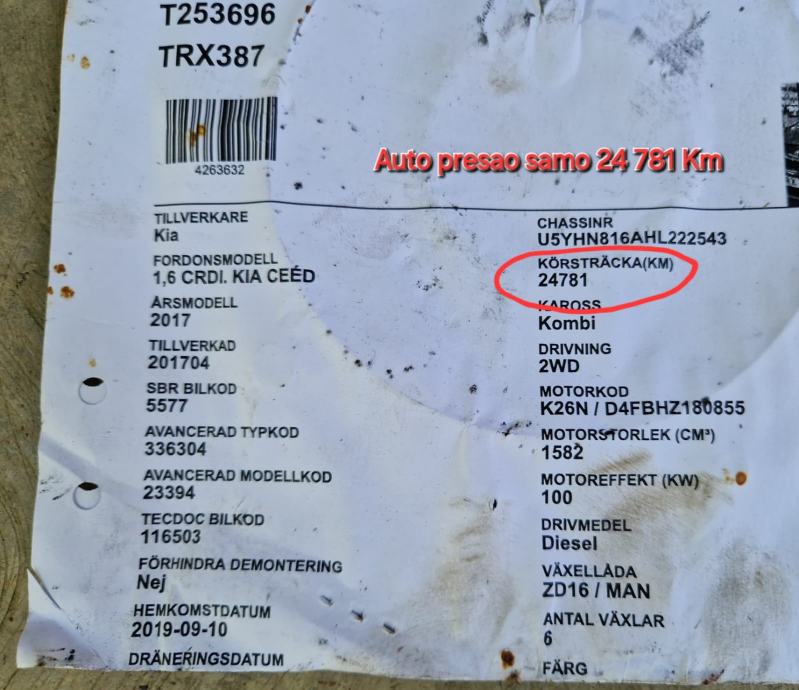 T253696
TRX387
4263632
Auto presao samo 24 781 Km
TILLVERKARE
Kia
FORDONSMODELL
1,6 CRDI. KIA CEÉD
ÅRSMODELL
2017
TILLVERKAD
201704
SBR BILKOD
5577
AVANCERAD TYPKOD
336304
AVANCERAD MODELLKOD
23394
TECDOC BILKOD
116503
FÖRHINDRA DEMONTERING
Nej
HEMKOMSTDATUM
2019-09-10
DRÄNERINGSDATUM
CHASSINR
U5YHN816AHL222543
KÖRSTRÄCKA(KM)
24781
KAROSS
Kombi
DRIVNING
2WD
MOTORKOD
K26N / D4FBHZ180855
MOTORSTORLEK (CM³)
1582
MOTOREFFEKT (KW)
100
DRIVMEDEL
Diesel
VÄXELLÅDA
ZD16 / MAN
ANTAL VÄXLAR
6
FÄRG